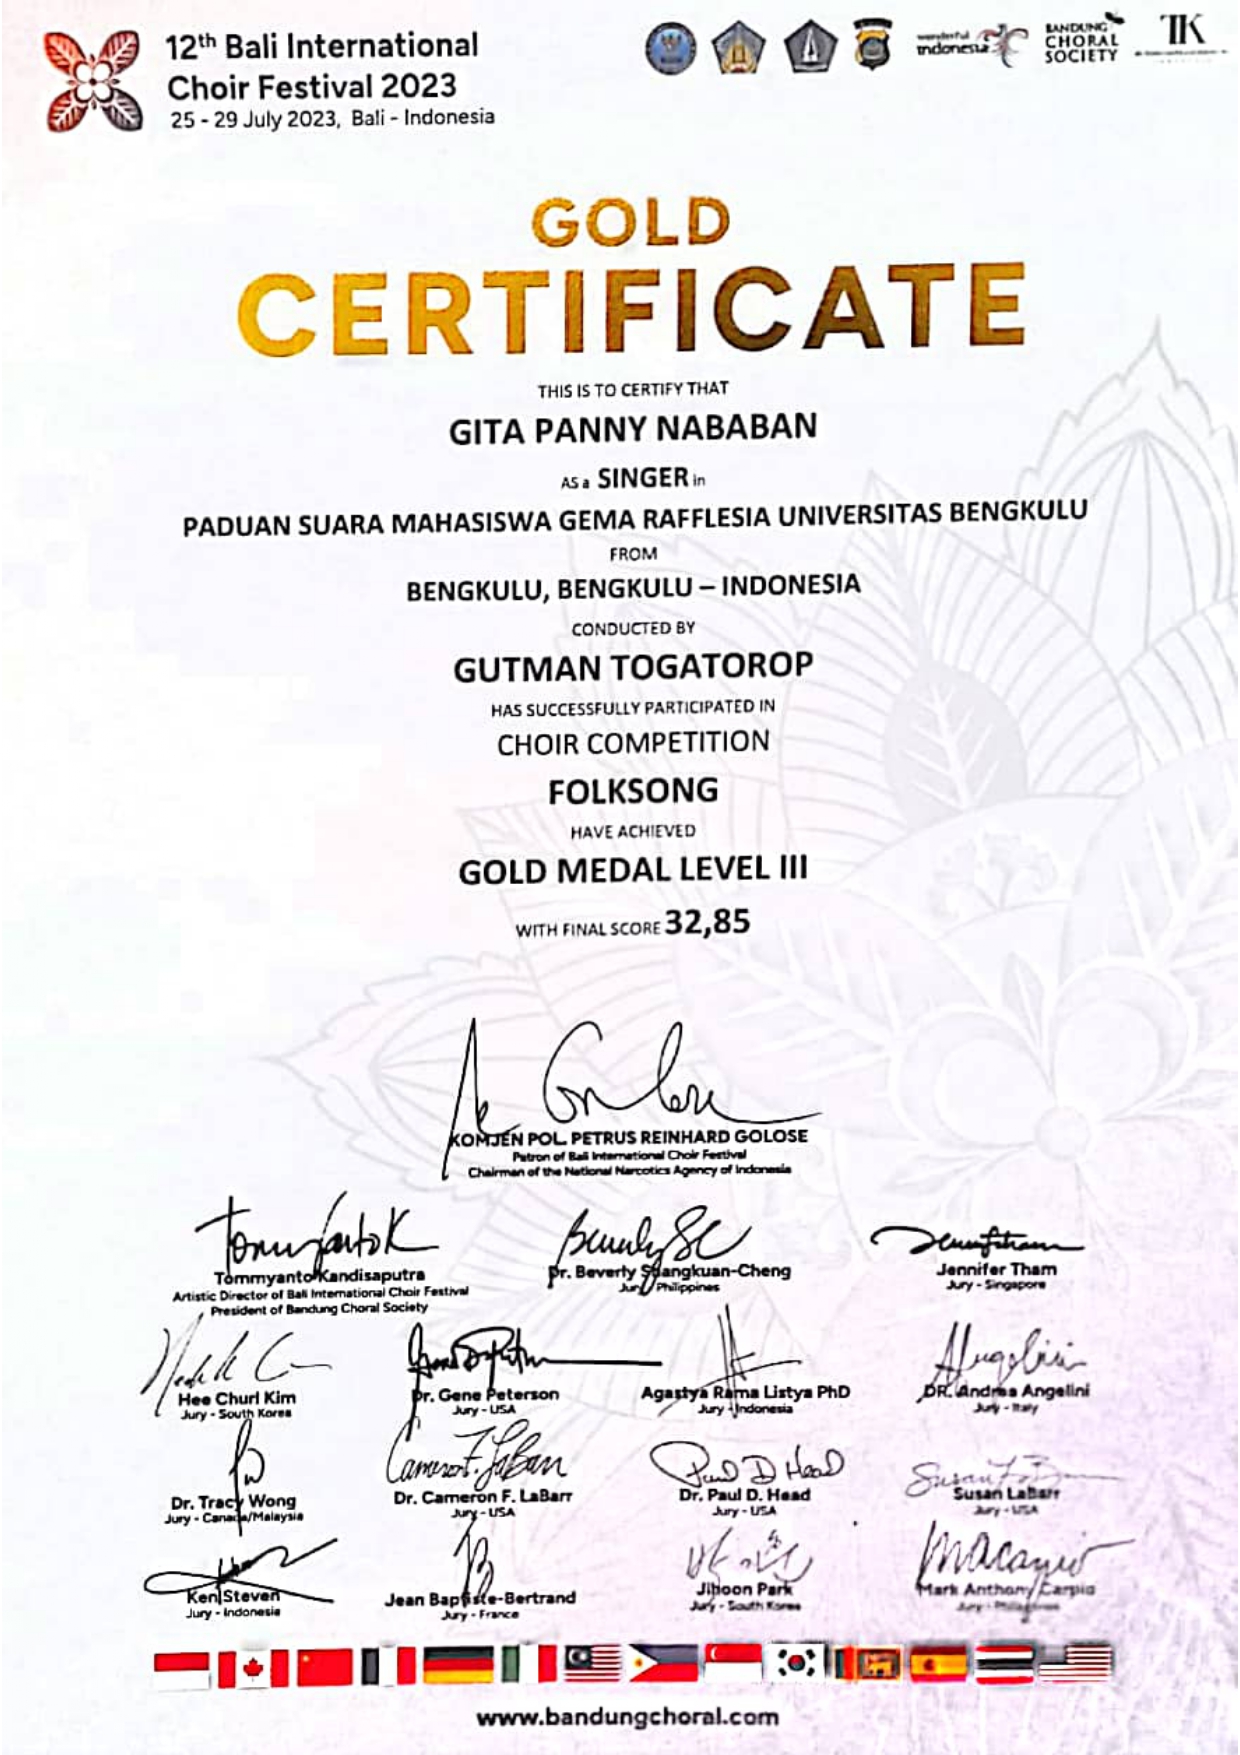 12th Bali International
Choir Festival 2023
25 - 29 July 2023, Bali - Indonesia
wonderful
indonesia
BANDUNG
CHORAL
SOCIETY
TK
GOLD
CERTIFICATE
THIS IS TO CERTIFY THAT
GITA PANNY NABABAN
AS a SINGER in
PADUAN SUARA MAHASISWA GEMA RAFFLESIA UNIVERSITAS BENGKULU
FROM
BENGKULU, BENGKULU – INDONESIA
CONDUCTED BY
GUTMAN TOGATOROP
HAS SUCCESSFULLY PARTICIPATED IN
CHOIR COMPETITION
FOLKSONG
HAVE ACHIEVED
GOLD MEDAL LEVEL III
WITH FINAL SCORE 32,85
KOMJEN POL. PETRUS REINHARD GOLOSE
Patron of Bali International Choir Festival
Chairman of the National Narcotics Agency of Indonesia
Tommyanto Kandisaputra
Artistic Director of Bali International Choir Festival
President of Bandung Choral Society
Dr. Beverly Shangkuan-Cheng
Jury - Philippines
Jennifer Tham
Jury - Singapore
Hee Churl Kim
Jury - South Korea
Dr. Gene Peterson
Jury - USA
Agastya Rama Listya PhD
Jury - Indonesia
DR. Andrea Angelini
Jury - Italy
Dr. Tracy Wong
Jury - Canada/Malaysia
Dr. Cameron F. LaBarr
Jury - USA
Dr. Paul D. Head
Jury - USA
Susan LaBarr
Jury - USA
Ken Steven
Jury - Indonesia
Jean Baptiste-Bertrand
Jury - France
Jihoon Park
Jury - South Korea
Mark Anthony Carpio
Jury - Philippines
www.bandungchoral.com